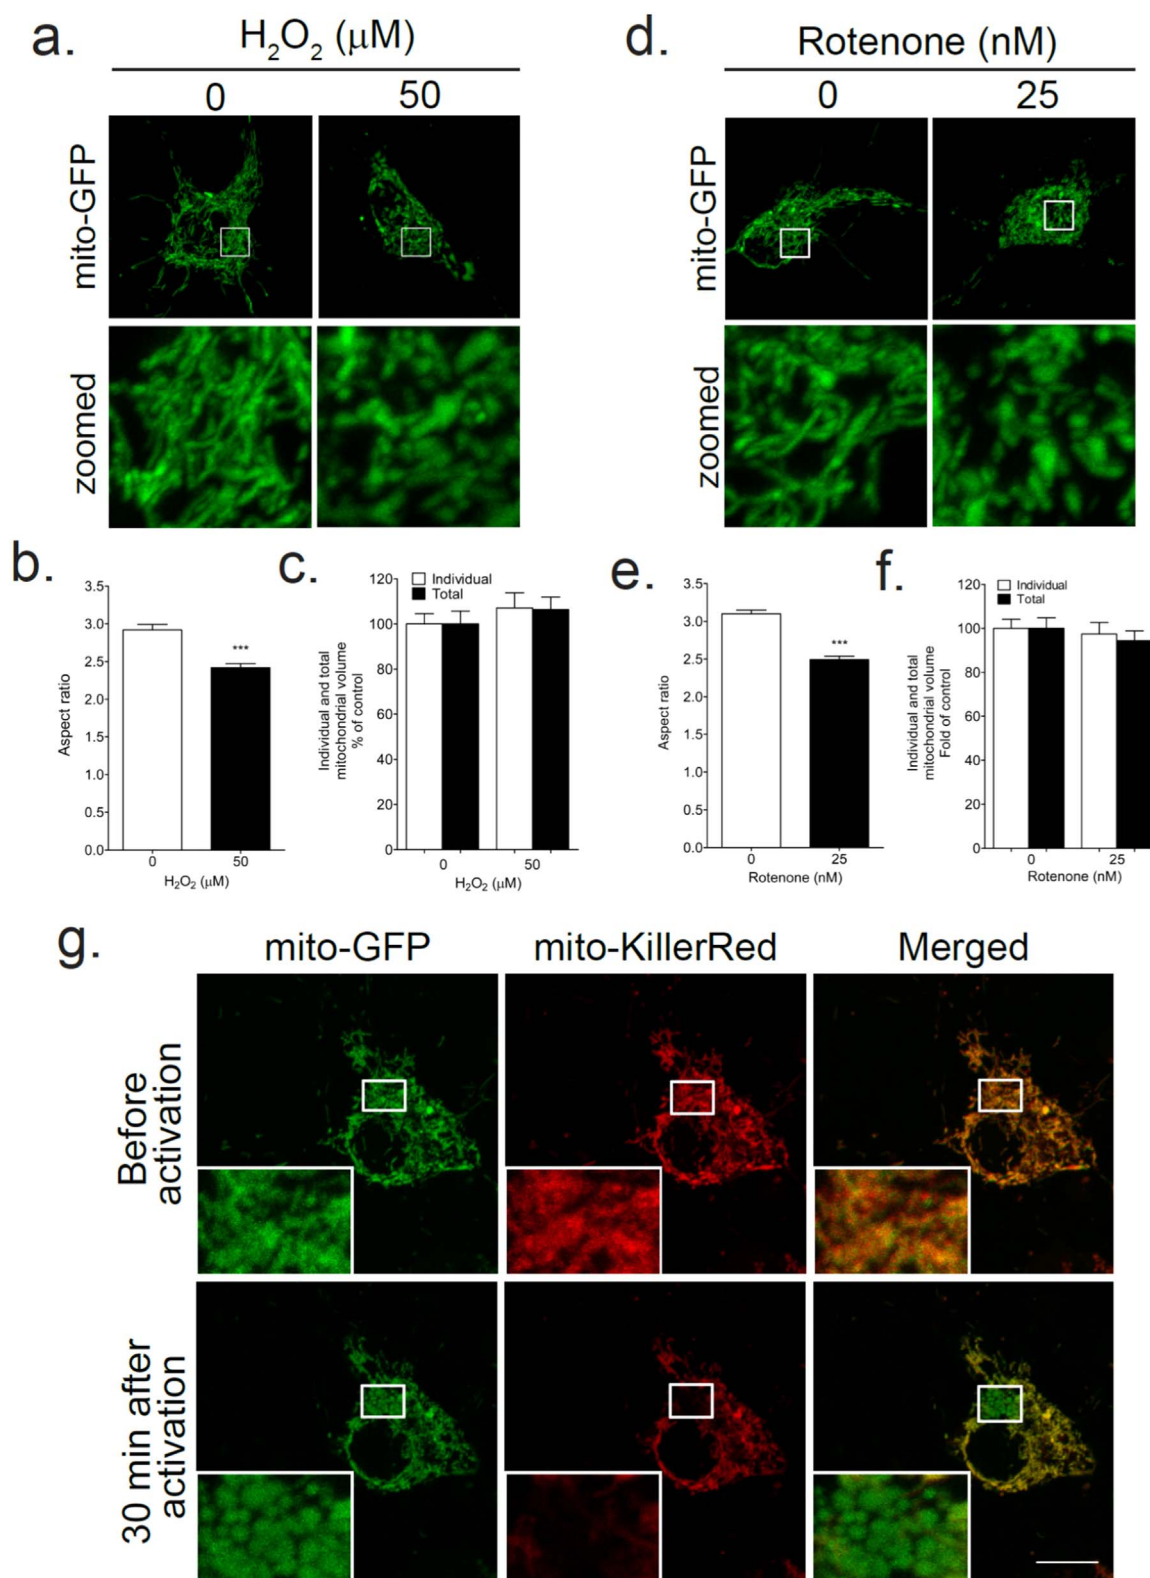 a.
H₂O₂ (μM)
0 50
mito-GFP
zoomed
d.
Rotenone (nM)
0 25
mito-GFP
zoomed
b.
3.5
3.0
2.5
2.0
1.5
1.0
0.5
0.0
Aspect ratio
***
0 50
H₂O₂ (μM)
c.
120
100
80
60
40
20
0
Individual and total
mitochondrial volume
% of control
Individual
Total
0 50
H₂O₂ (μM)
e.
3.5
3.0
2.5
2.0
1.5
1.0
0.5
0.0
Aspect ratio
***
0 25
Rotenone (nM)
f.
120
100
80
60
40
20
0
Individual and total
mitochondrial volume
Fold of control
Individual
Total
0 25
Rotenone (nM)
g.
mito-GFP mito-KillerRed Merged
Before
activation
30 min after
activation